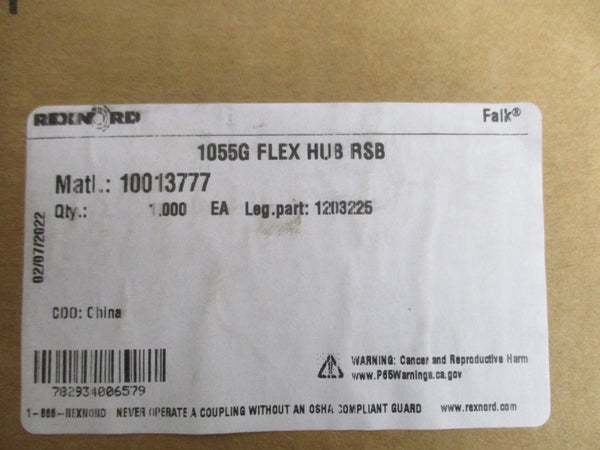 REXNORD Falk®
1055G FLEX HUB RSB
Matl.: 10013777
Qty.: 1.000 EA Leg.part: 1203225
02/07/2022
COO: China
WARNING: Cancer and Reproductive Harm
www.P65Warnings.ca.gov
782934006579
1-866-REXNORD NEVER OPERATE A COUPLING WITHOUT AN OSHA COMPLIANT GUARD www.rexnord.com